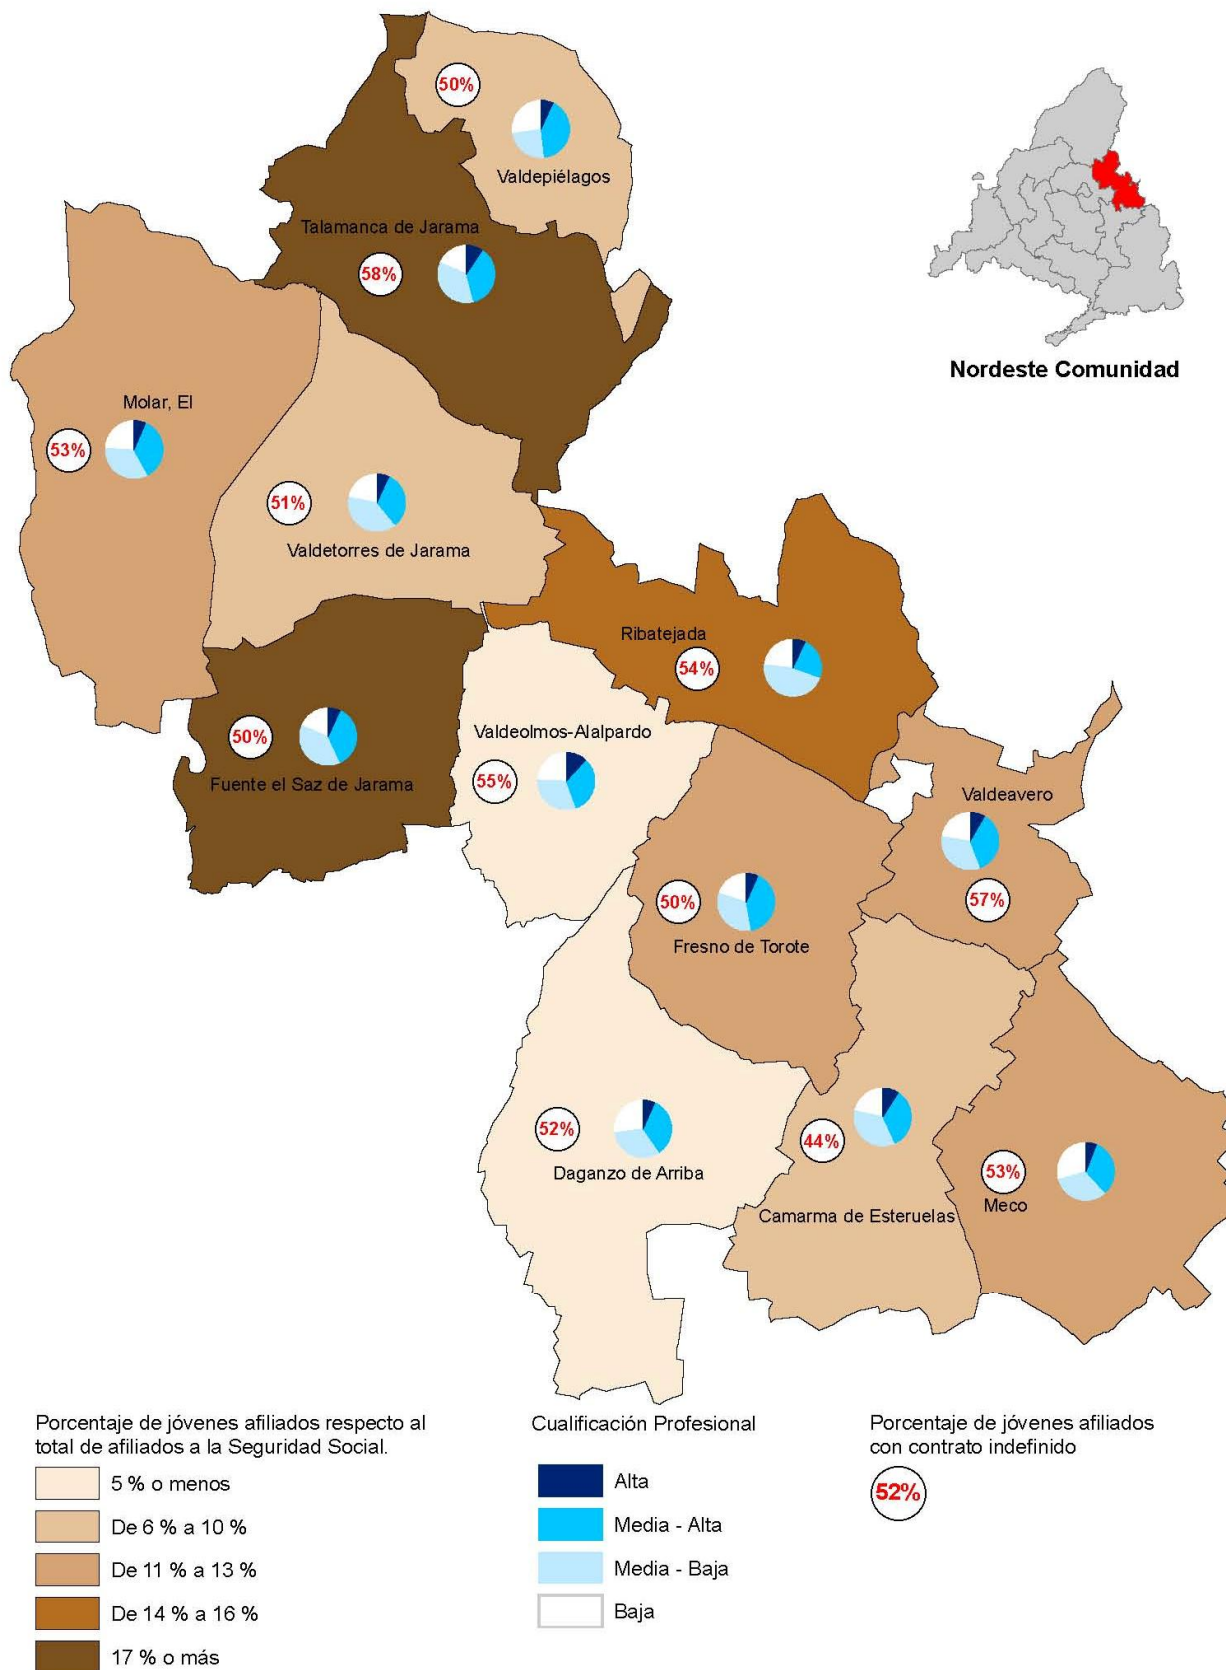 50%
Valdepiélagos
Talamanca de Jarama
58%
Nordeste Comunidad
Molar, El
53%
51%
Valdetorres de Jarama
Ribatejada
54%
Valdeolmos-Alalpardo
50%
Fuente el Saz de Jarama
55%
Valdeavero
57%
50%
Fresno de Torote
52%
Daganzo de Arriba
44%
Camarma de Esteruelas
53%
Meco
Porcentaje de jóvenes afiliados respecto al
total de afiliados a la Seguridad Social.
5 % o menos
De 6 % a 10 %
De 11 % a 13 %
De 14 % a 16 %
17 % o más
Cualificación Profesional
Alta
Media - Alta
Media - Baja
Baja
Porcentaje de jóvenes afiliados
con contrato indefinido
52%